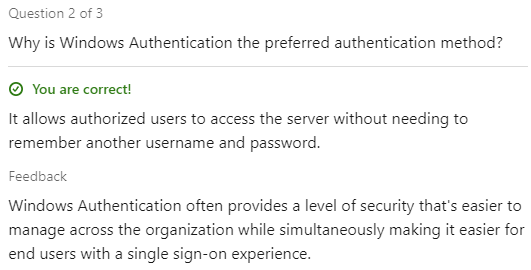 Question 2 of 3
Why is Windows Authentication the preferred authentication method?
You are correct!
It allows authorized users to access the server without needing to
remember another username and password.
Feedback
Windows Authentication often provides a level of security that's easier to
manage across the organization while simultaneously making it easier for
end users with a single sign-on experience.